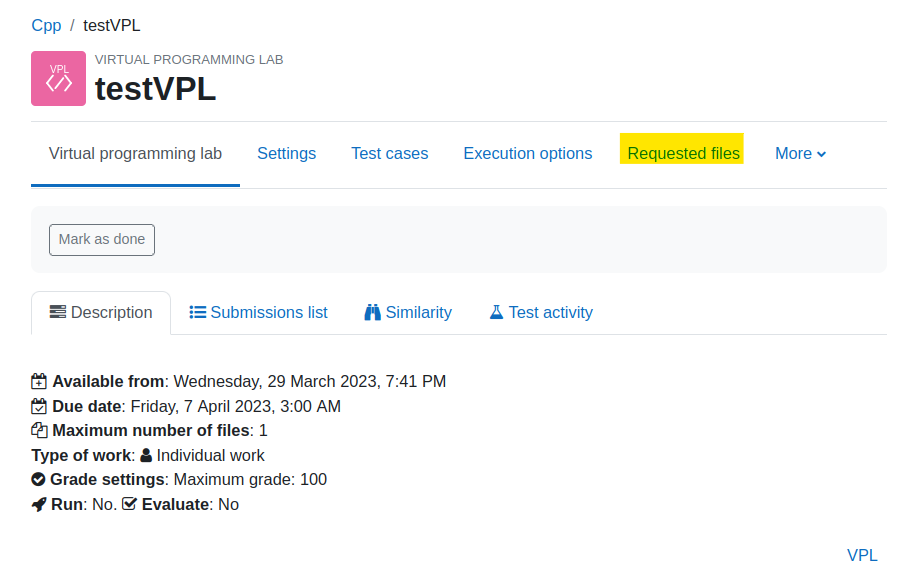 Cpp / testVPL
VPL
VIRTUAL PROGRAMMING LAB
testVPL
Virtual programming lab Settings Test cases Execution options Requested files More
Mark as done
Description Submissions list Similarity Test activity
Available from: Wednesday, 29 March 2023, 7:41 PM
Due date: Friday, 7 April 2023, 3:00 AM
Maximum number of files: 1
Type of work: Individual work
Grade settings: Maximum grade: 100
Run: No. Evaluate: No
VPL